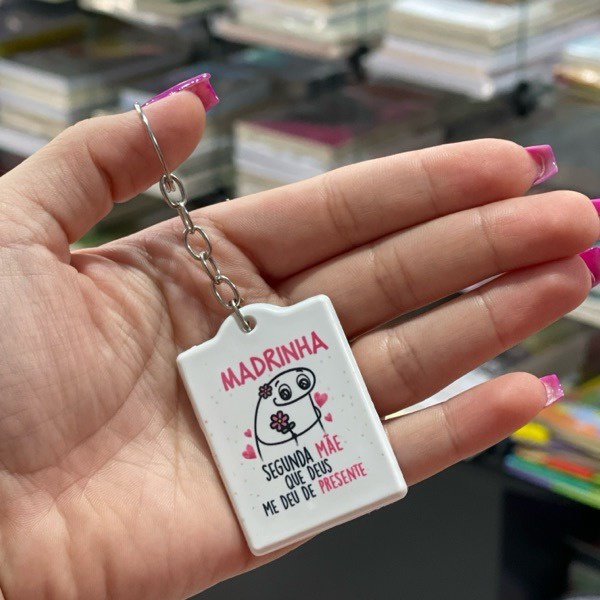 MADRINHA
SEGUNDA MÃE
QUE DEUS
ME DEU DE PRESENTE